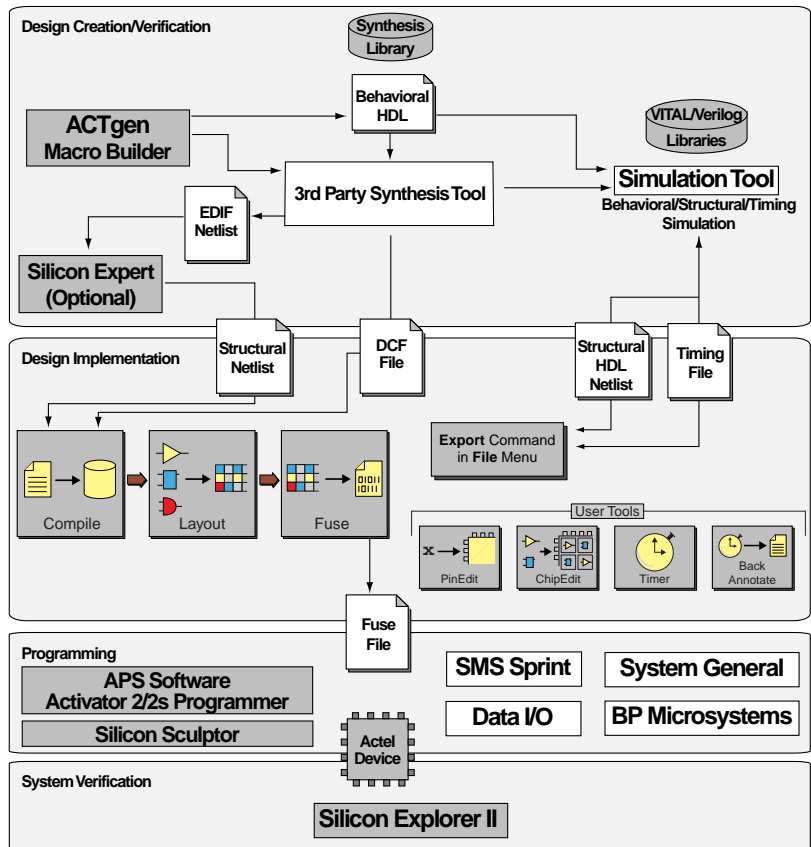 Design Creation/Verification
Synthesis
Library
Behavioral
HDL
ACTgen
Macro Builder
VITAL/Verilog
Libraries
3rd Party Synthesis Tool
Simulation Tool
Behavioral/Structural/Timing
Simulation
EDIF
Netlist
Silicon Expert
(Optional)
Design Implementation
Structural
Netlist
DCF
File
Structural
HDL
Netlist
Timing
File
Export Command
in File Menu
01011
10111
Compile
Layout
Fuse
User Tools
x
PinEdit
ChipEdit
Timer
Back
Annotate
Fuse
File
Programming
APS Software
Activator 2/2s Programmer
Silicon Sculptor
SMS Sprint
System General
Data I/O
BP Microsystems
Actel
Device
System Verification
Silicon Explorer II